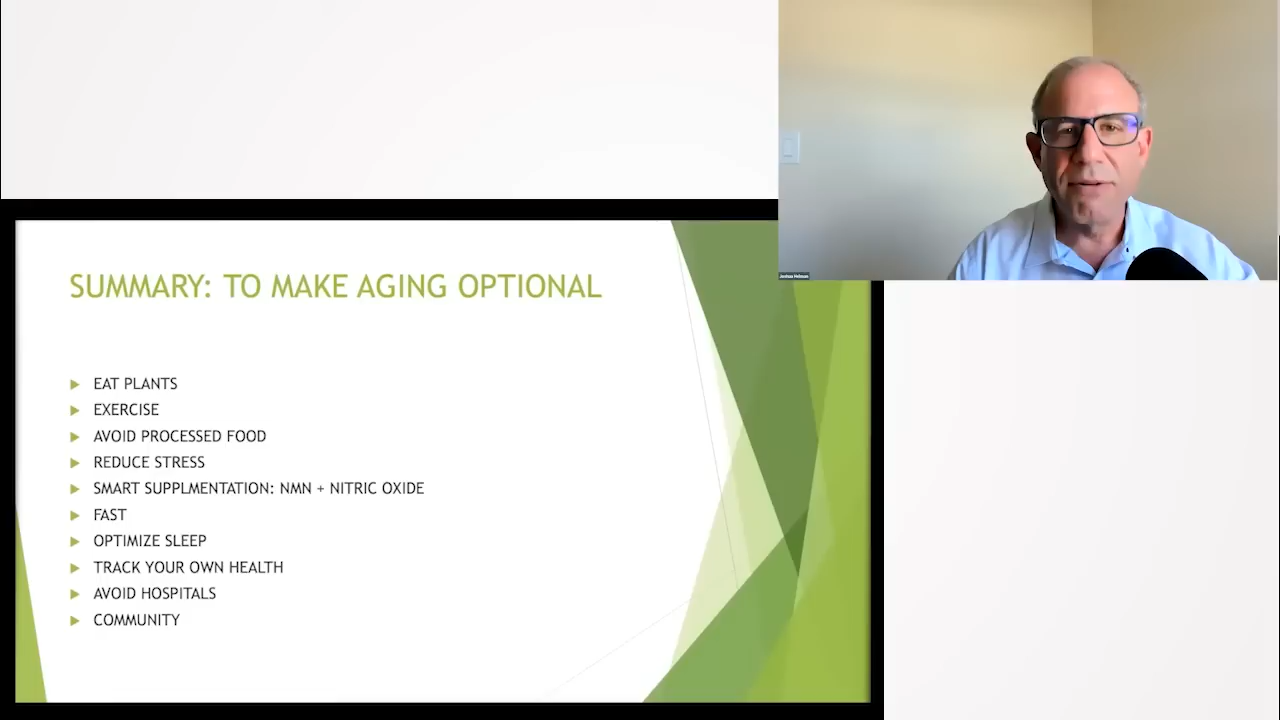 SUMMARY: TO MAKE AGING OPTIONAL
EAT PLANTS
EXERCISE
AVOID PROCESSED FOOD
REDUCE STRESS
SMART SUPPLMENTATION: NMN + NITRIC OXIDE
FAST
OPTIMIZE SLEEP
TRACK YOUR OWN HEALTH
AVOID HOSPITALS
COMMUNITY